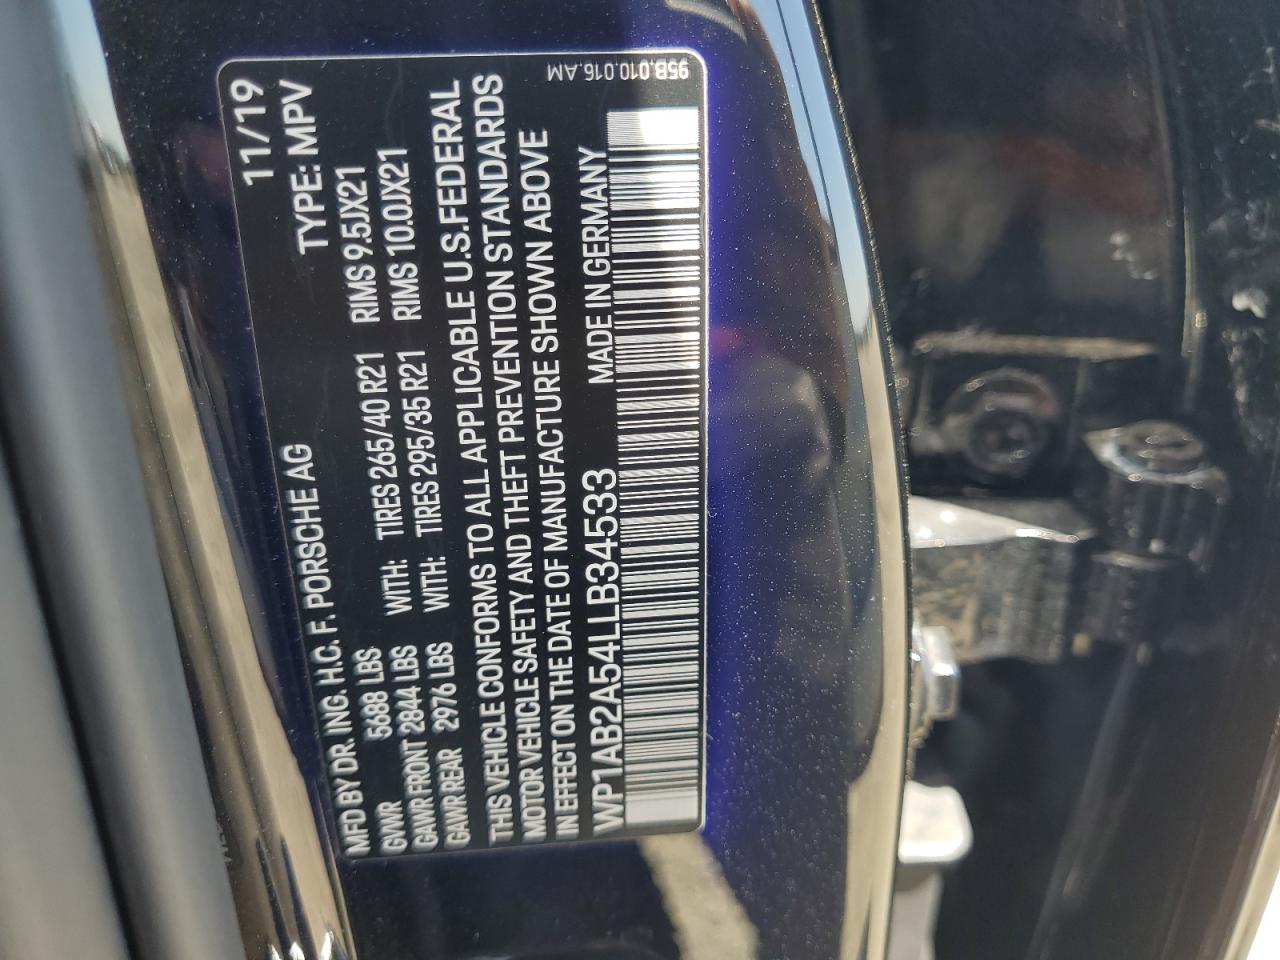 11/19
MFD BY DR. ING. H.C. F. PORSCHE AG TYPE: MPV
GVWR 5688 LBS
GAWR FRONT 2844 LBS WITH: TIRES 265/40 R21 RIMS 9.5JX21
GAWR REAR 2976 LBS WITH: TIRES 295/35 R21 RIMS 10.0JX21
THIS VEHICLE CONFORMS TO ALL APPLICABLE U.S.FEDERAL
MOTOR VEHICLE SAFETY AND THEFT PREVENTION STANDARDS
IN EFFECT ON THE DATE OF MANUFACTURE SHOWN ABOVE
WP1AB2A54LLB34533 MADE IN GERMANY
95B.010.016.AM